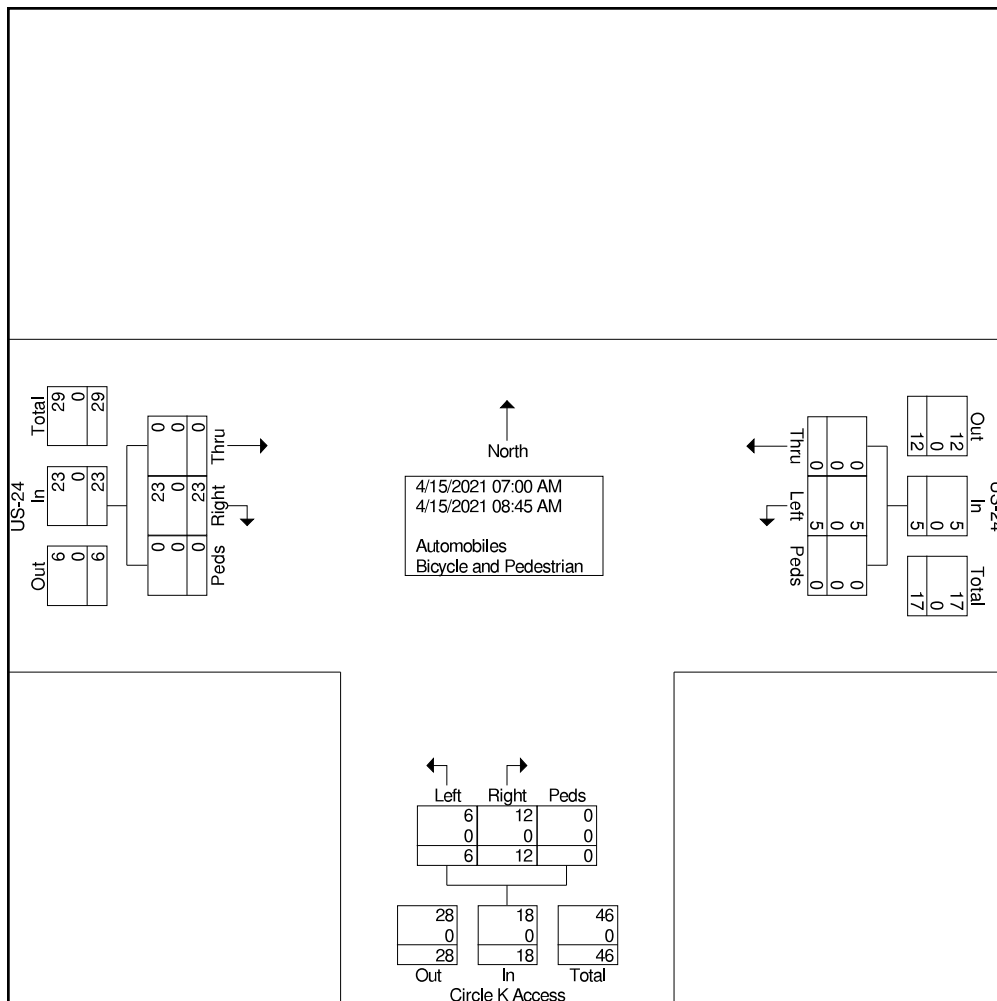 North
4/15/2021 07:00 AM
4/15/2021 08:45 AM
Automobiles
Bicycle and Pedestrian
US-24
Total
29
0
29
In
23
0
23
Out
6
0
6
Thru
0
0
0
Right
23
0
23
Peds
0
0
0
Thru
0
0
0
Left
5
0
5
Peds
0
0
0
Out
12
0
12
In
5
0
5
Total
17
0
17
US-24
Left Right Peds
6 12 0
0 0 0
6 12 0
28 18 46
0 0 0
28 18 46
Out In Total
Circle K Access